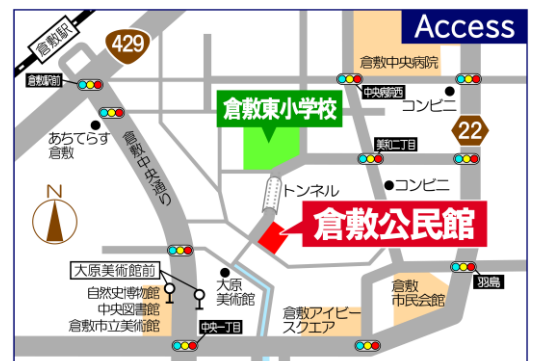 Access
倉敷駅
429
倉敷中央病院
倉敷駅前
中央病院西
コンビニ
倉敷東小学校
22
あちてらす
倉敷
倉敷中央通り
美和二丁目
N
トンネル
コンビニ
倉敷公民館
大原美術館前
大原
美術館
倉敷
市民会館
羽島
自然史博物館
中央図書館
倉敷市立美術館
倉敷アイビー
スクエア
中央一丁目